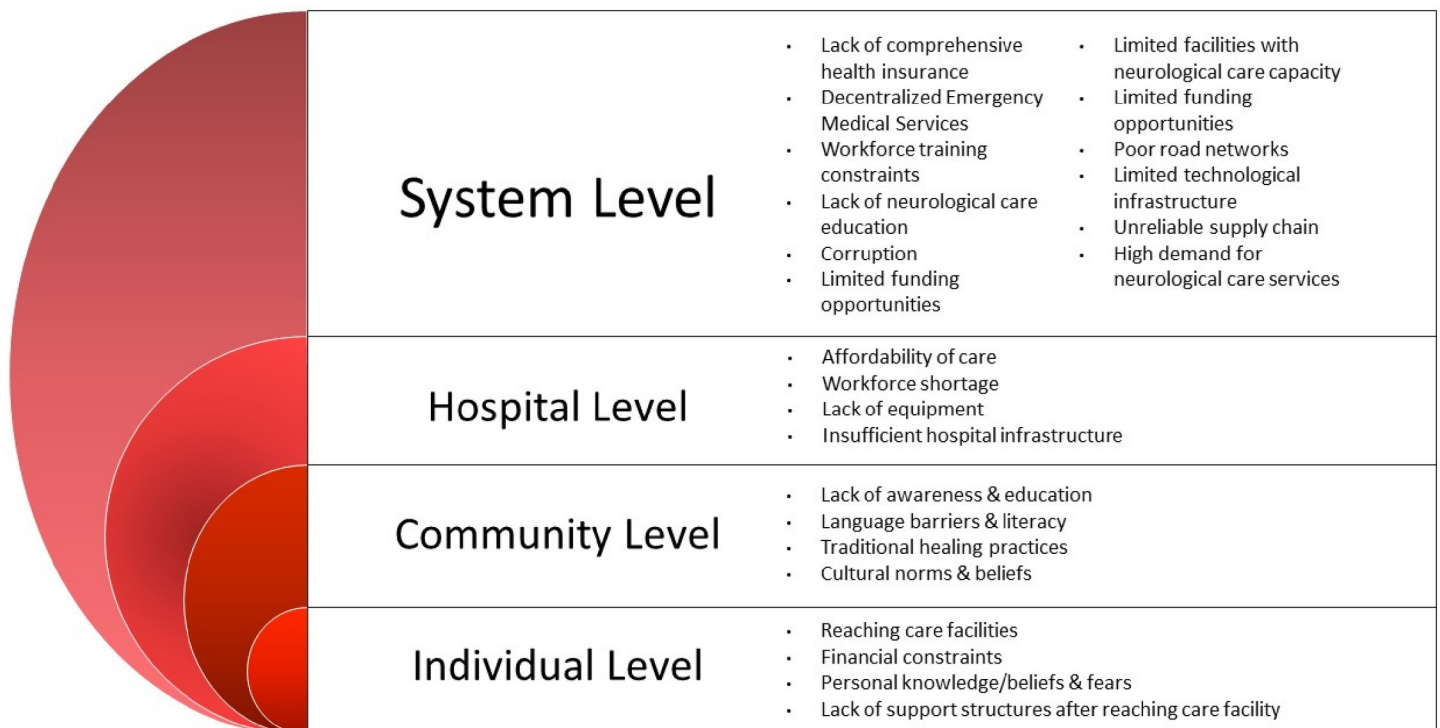 System Level
• Lack of comprehensive
health insurance
• Decentralized Emergency
Medical Services
• Workforce training
constraints
• Lack of neurological care
education
• Corruption
• Limited funding
opportunities
• Limited facilities with
neurological care capacity
• Limited funding
opportunities
• Poor road networks
• Limited technological
infrastructure
• Unreliable supply chain
• High demand for
neurological care services
Hospital Level
• Affordability of care
• Workforce shortage
• Lack of equipment
• Insufficient hospital infrastructure
Community Level
• Lack of awareness & education
• Language barriers & literacy
• Traditional healing practices
• Cultural norms & beliefs
Individual Level
• Reaching care facilities
• Financial constraints
• Personal knowledge/beliefs & fears
• Lack of support structures after reaching care facility